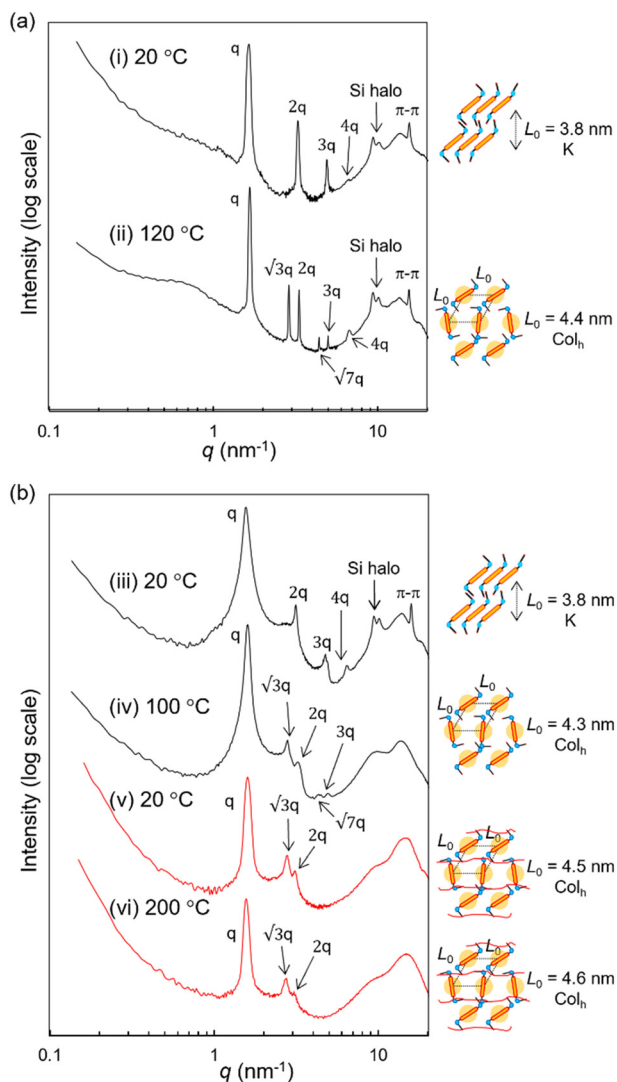 (a)
(i) 20 °C
q
2q
3q
4q
Si halo
π-π
L₀ = 3.8 nm
K
(ii) 120 °C
q
√3q
2q
√7q
3q
4q
Si halo
π-π
L₀
L₀
L₀ = 4.4 nm
Colₕ
Intensity (log scale)
0.1
1
10
q (nm⁻¹)
(b)
(iii) 20 °C
q
2q
3q
4q
Si halo
π-π
L₀ = 3.8 nm
K
(iv) 100 °C
q
√3q
2q
√7q
3q
L₀
L₀
L₀ = 4.3 nm
Colₕ
(v) 20 °C
q
√3q
2q
L₀
L₀
L₀ = 4.5 nm
Colₕ
(vi) 200 °C
q
√3q
2q
L₀
L₀
L₀ = 4.6 nm
Colₕ
Intensity (log scale)
0.1
1
10
q (nm⁻¹)